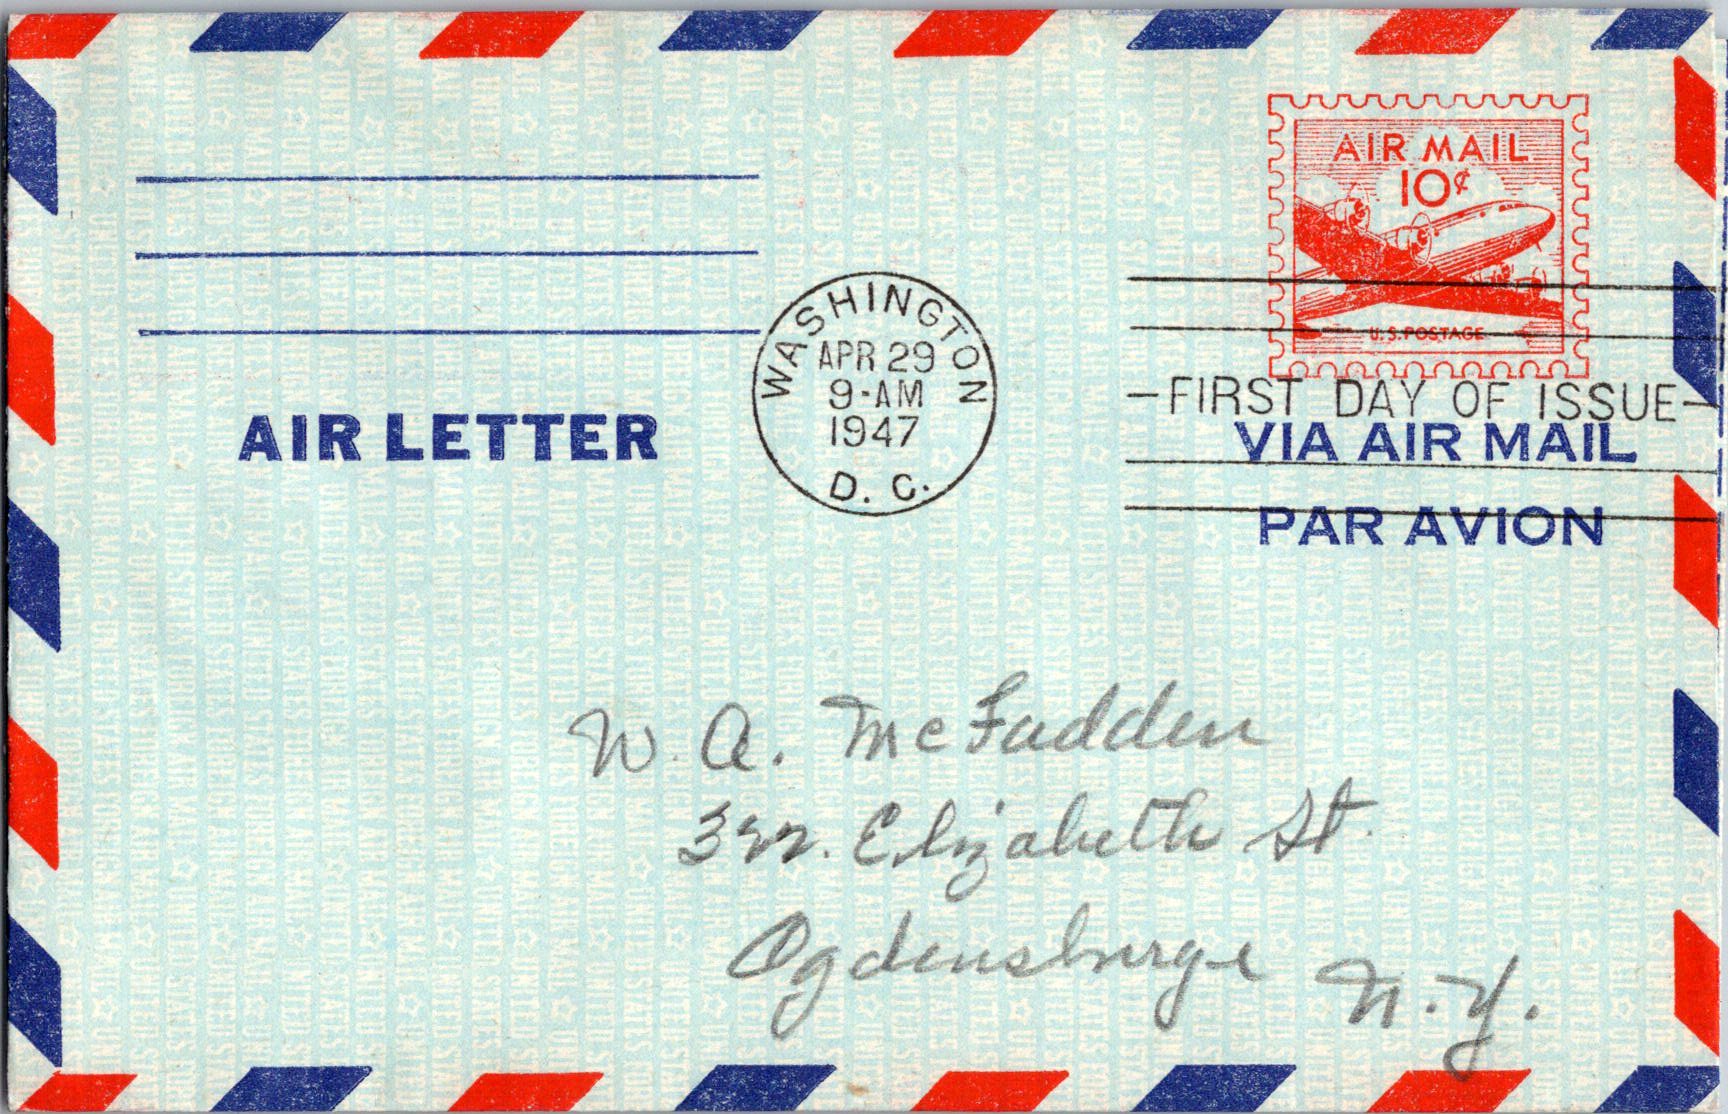 AIR MAIL
10¢
U.S. POSTAGE
WASHINGTON
APR 29
9-AM
1947
D. C.
—FIRST DAY OF ISSUE—
AIR LETTER
VIA AIR MAIL
PAR AVION
W. A. McFadden
Elizabeth St.
Ogdensburg N.Y.